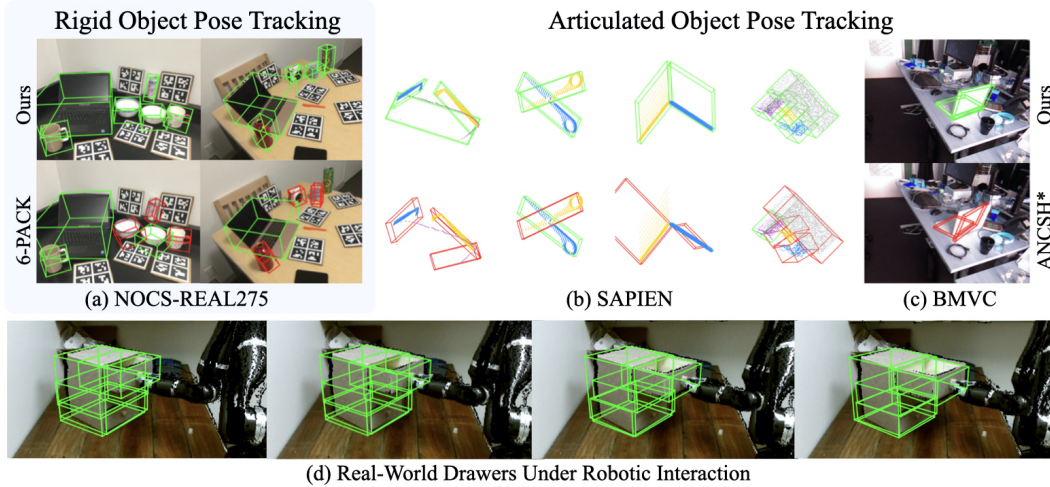 Rigid Object Pose Tracking
Articulated Object Pose Tracking
Ours
Ours
6-PACK
ANCSH*
(a) NOCS-REAL275
(b) SAPIEN
(c) BMVC
(d) Real-World Drawers Under Robotic Interaction